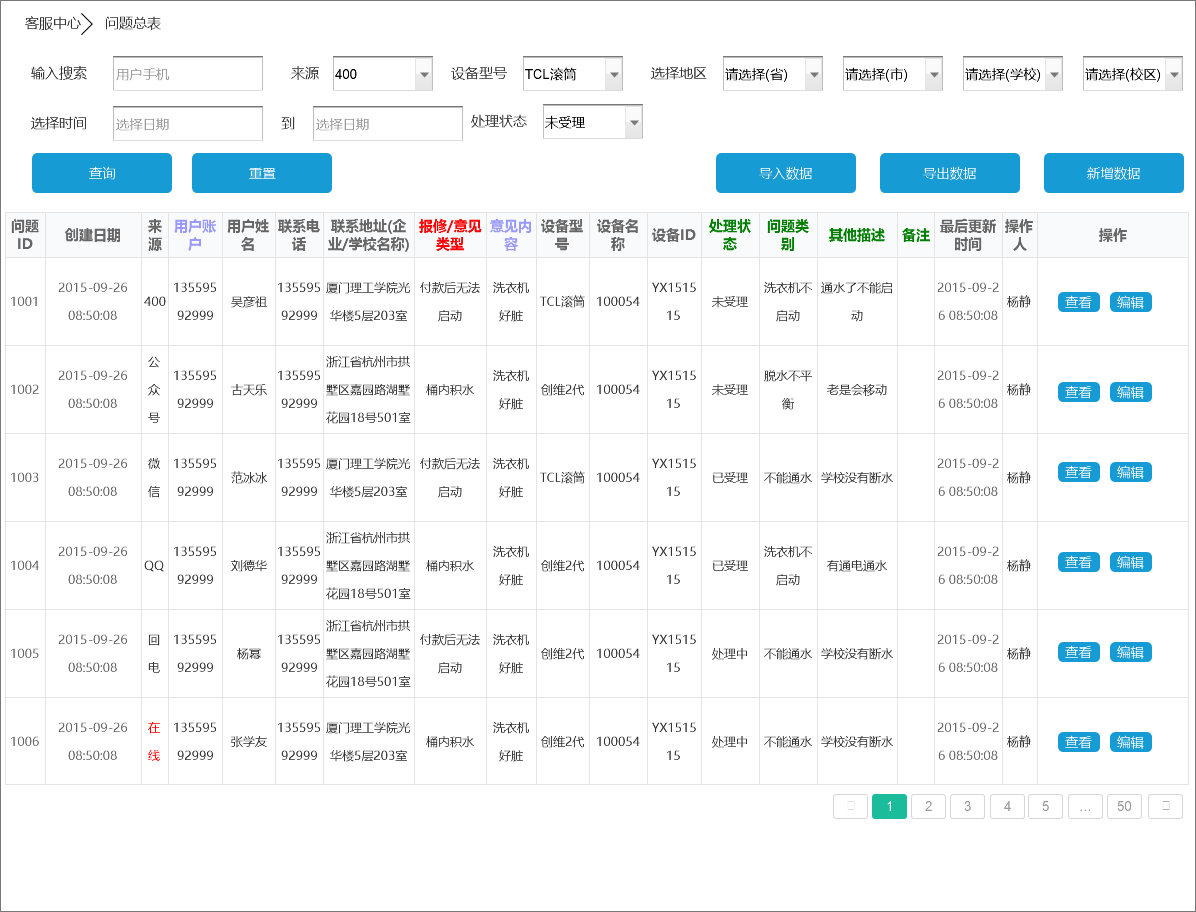 客服中心 问题总表
输入搜索 用户手机 来源 400 设备型号 TCL滚筒 选择地区 请选择(省) 请选择(市) 请选择(学校) 请选择(校区)
选择时间 选择日期 到 选择日期 处理状态 未受理
查询 重置 导入数据 导出数据 新增数据
问题ID 创建日期 来源 用户账户 用户姓名 联系电话 联系地址(企业/学校名称) 报修/意见类型 意见内容 设备型号 设备名称 设备ID 处理状态 问题类别 其他描述 备注 最后更新时间 操作人 操作
1001 2015-09-26 08:50:08 400 13559592999 吴彦祖 13559592999 厦门理工学院光华楼5层203室 付款后无法启动 洗衣机好脏 TCL滚筒 100054 YX151515 未受理 洗衣机不启动 通水了不能启动 2015-09-26 08:50:08 杨静 查看 编辑
1002 2015-09-26 08:50:08 公众号 13559592999 古天乐 13559592999 浙江省杭州市拱墅区嘉园路湖墅花园18号501室 桶内积水 洗衣机好脏 创维2代 100054 YX151515 未受理 脱水不平衡 老是会移动 2015-09-26 08:50:08 杨静 查看 编辑
1003 2015-09-26 08:50:08 微信 13559592999 范冰冰 13559592999 厦门理工学院光华楼5层203室 付款后无法启动 洗衣机好脏 TCL滚筒 100054 YX151515 已受理 不能通水 学校没有断水 2015-09-26 08:50:08 杨静 查看 编辑
1004 2015-09-26 08:50:08 QQ 13559592999 刘德华 13559592999 浙江省杭州市拱墅区嘉园路湖墅花园18号501室 桶内积水 洗衣机好脏 创维2代 100054 YX151515 已受理 洗衣机不启动 有通电通水 2015-09-26 08:50:08 杨静 查看 编辑
1005 2015-09-26 08:50:08 回电 13559592999 杨幂 13559592999 浙江省杭州市拱墅区嘉园路湖墅花园18号501室 付款后无法启动 洗衣机好脏 创维2代 100054 YX151515 处理中 不能通水 学校没有断水 2015-09-26 08:50:08 杨静 查看 编辑
1006 2015-09-26 08:50:08 在线 13559592999 张学友 13559592999 厦门理工学院光华楼5层203室 桶内积水 洗衣机好脏 创维2代 100054 YX151515 处理中 不能通水 学校没有断水 2015-09-26 08:50:08 杨静 查看 编辑
1 2 3 4 5 … 50